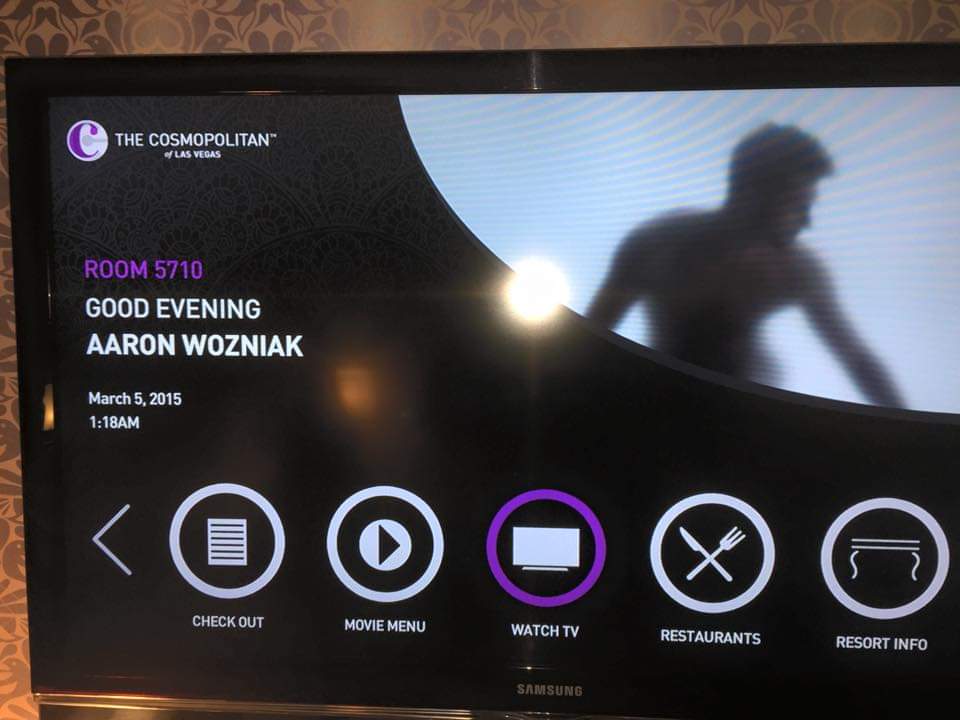 THE COSMOPOLITAN™
of LAS VEGAS
ROOM 5710
GOOD EVENING
AARON WOZNIAK
March 5, 2015
1:18AM
CHECK OUT
MOVIE MENU
WATCH TV
RESTAURANTS
RESORT INFO
SAMSUNG